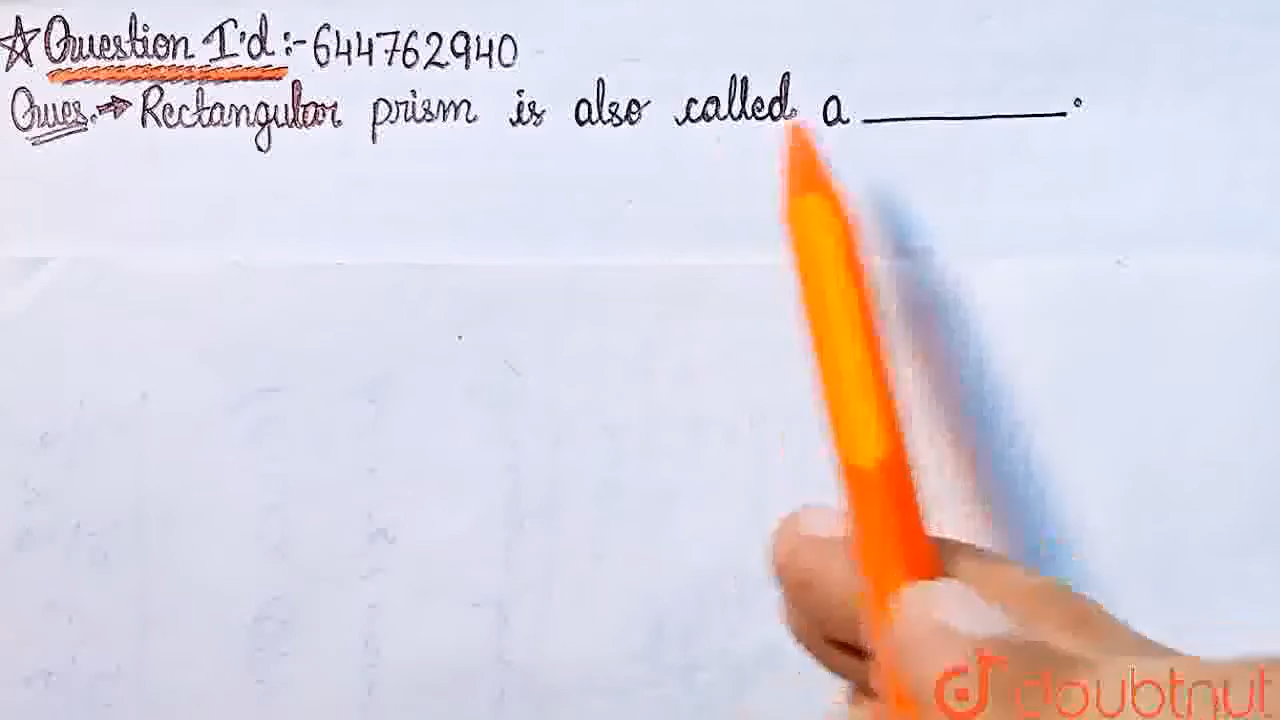 ☆Question I'd :- 644762940
Ques. → Rectangular prism is also called a ________.
doubtnut